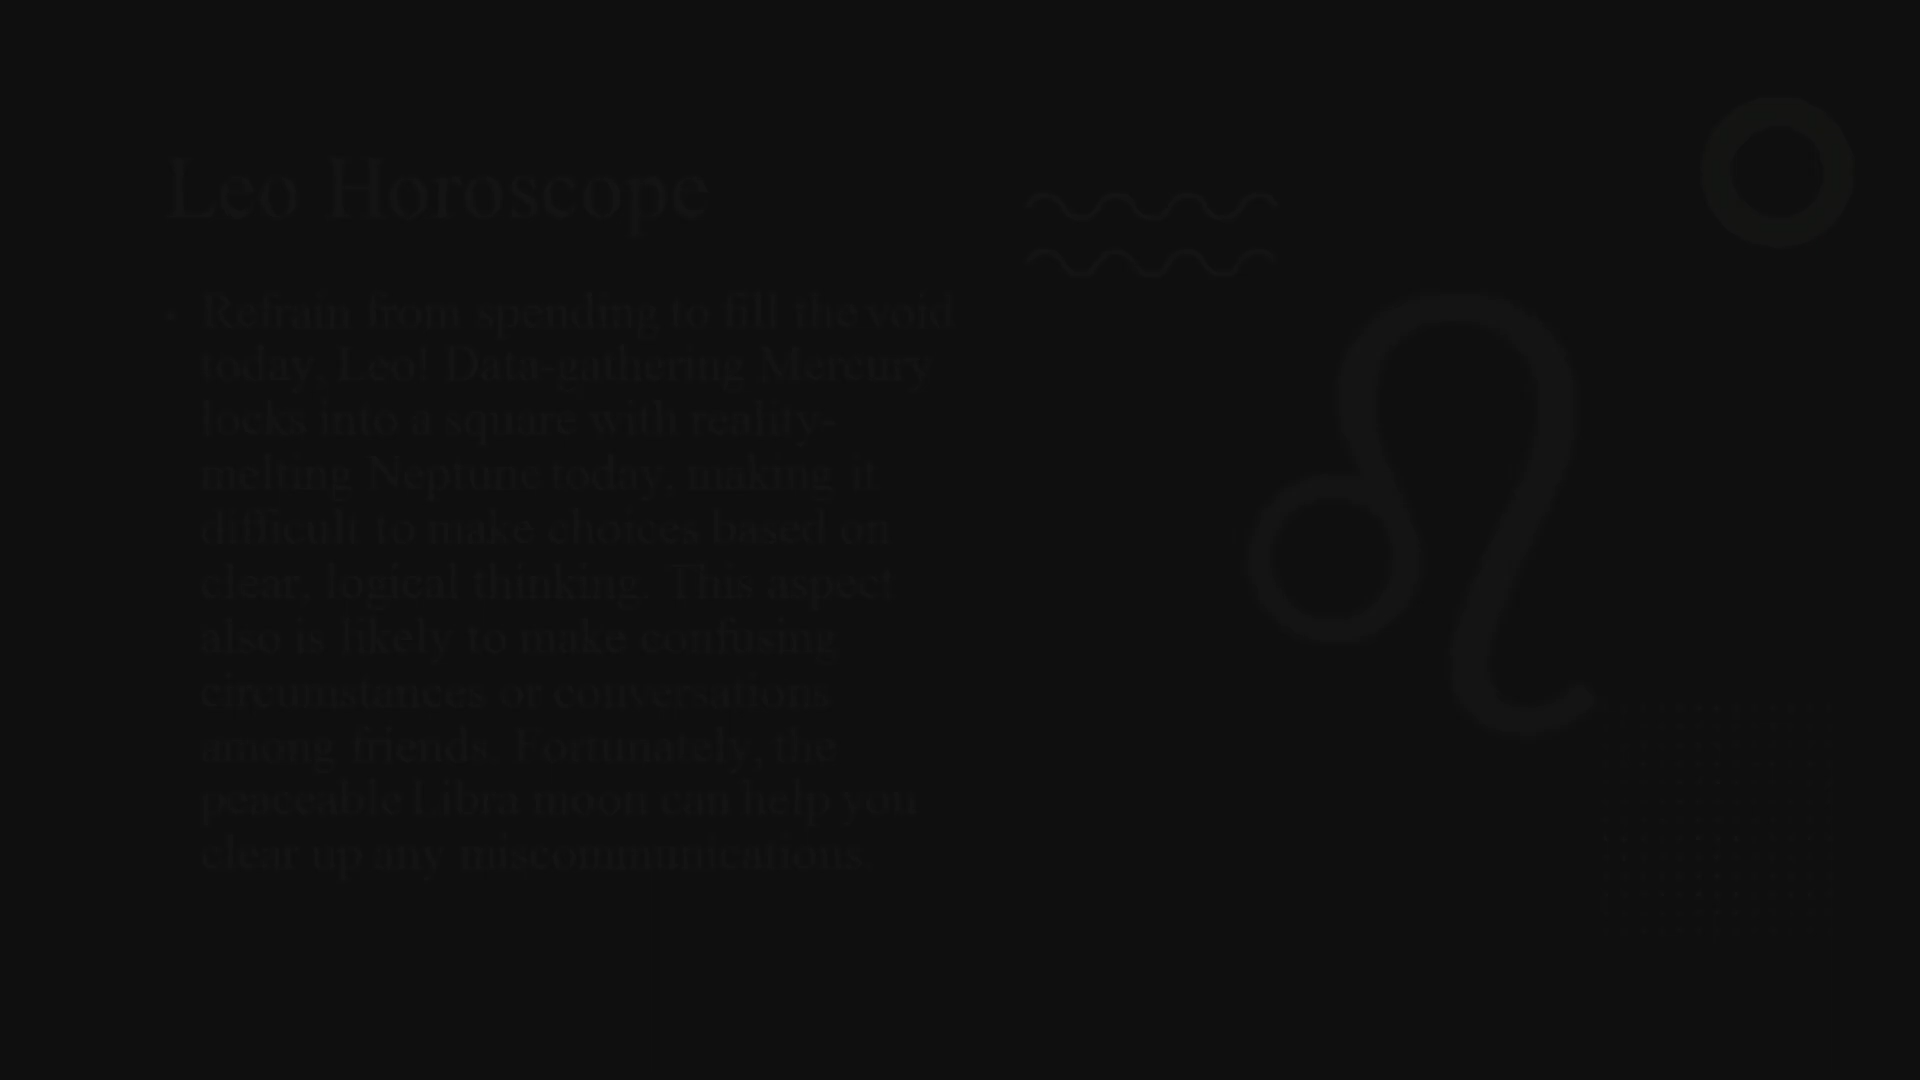 Leo Horoscope
• Refrain from spending to fill the void
today, Leo! Data-gathering Mercury
locks into a square with reality-
melting Neptune today, making it
difficult to make choices based on
clear, logical thinking. This aspect
also is likely to make confusing
circumstances or conversations
among friends. Fortunately, the
peaceable Libra moon can help you
clear up any miscommunications.